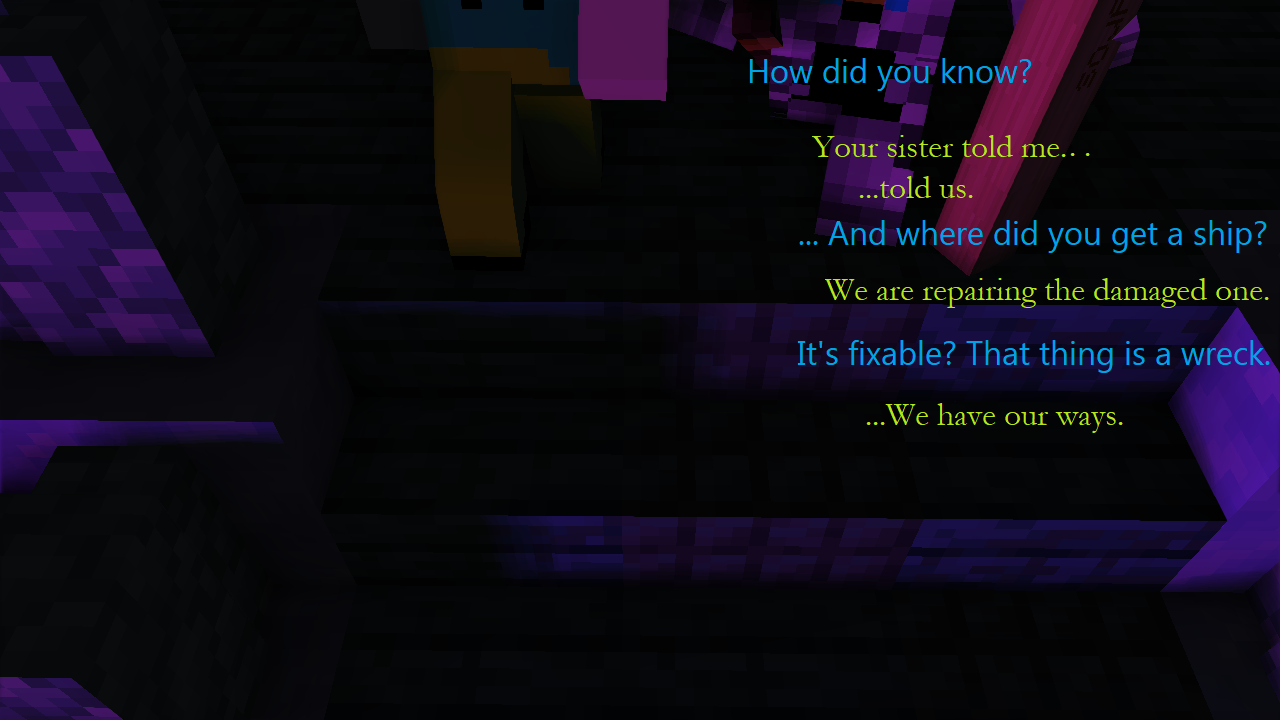 How did you know?
Your sister told me.. .
...told us.
... And where did you get a ship?
We are repairing the damaged one.
It's fixable? That thing is a wreck.
...We have our ways.